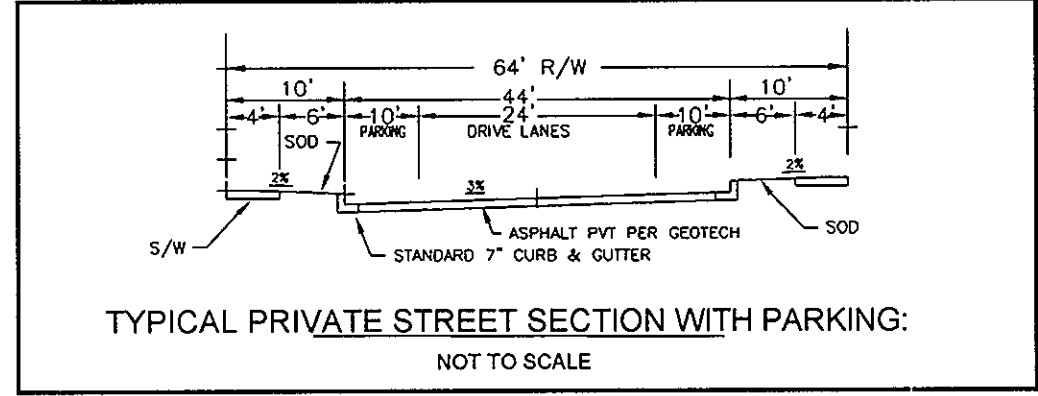 64' R/W
10' 44' 10'
4' 6' 10' 24' 10' 6' 4'
PARKING DRIVE LANES PARKING
SOD
2% 3% 2%
S/W
ASPHALT PVT PER GEOTECH
SOD
STANDARD 7" CURB & GUTTER
TYPICAL PRIVATE STREET SECTION WITH PARKING:
NOT TO SCALE